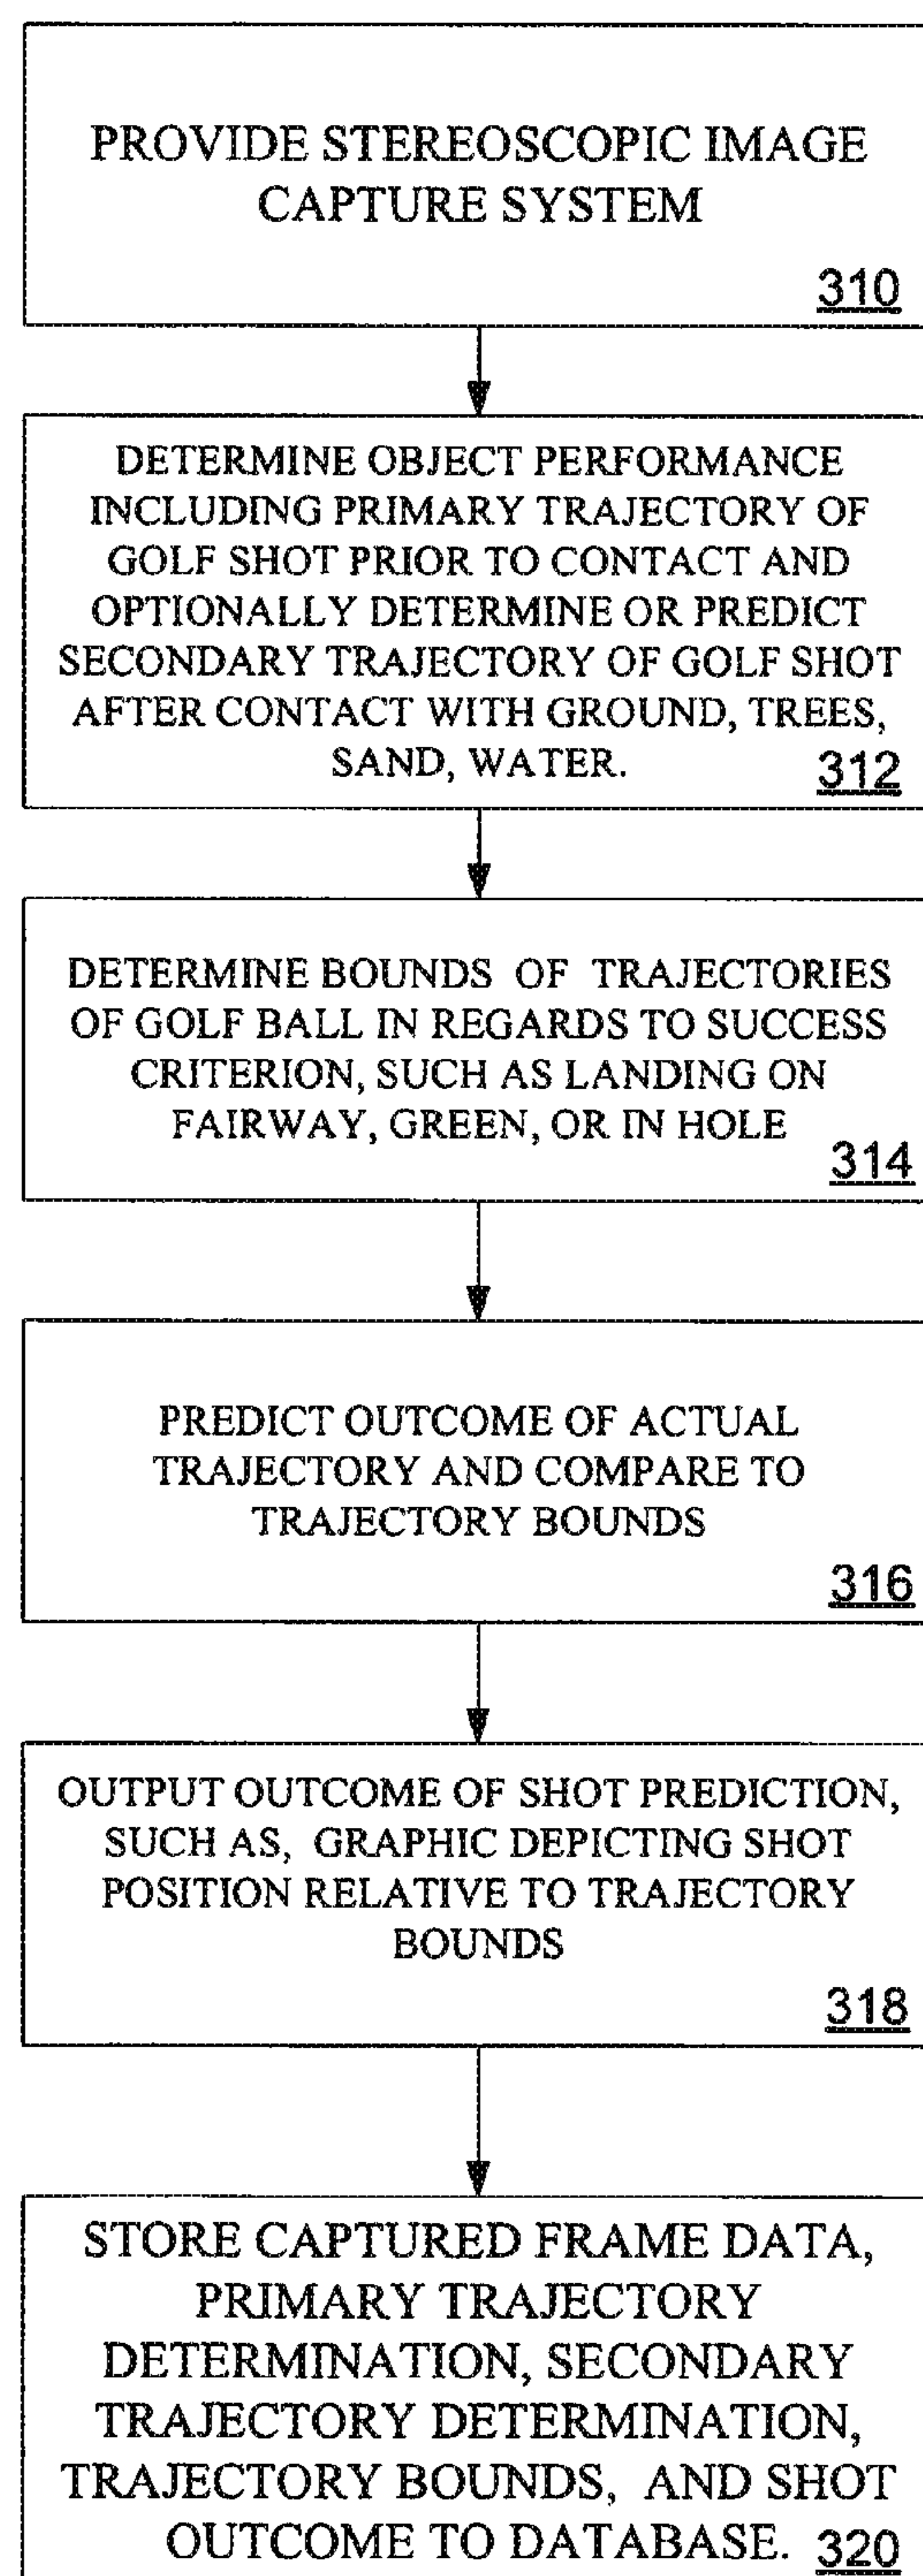 PROVIDE STEREOSCOPIC IMAGE
CAPTURE SYSTEM
310
DETERMINE OBJECT PERFORMANCE
INCLUDING PRIMARY TRAJECTORY OF
GOLF SHOT PRIOR TO CONTACT AND
OPTIONALLY DETERMINE OR PREDICT
SECONDARY TRAJECTORY OF GOLF SHOT
AFTER CONTACT WITH GROUND, TREES,
SAND, WATER.
312
DETERMINE BOUNDS OF TRAJECTORIES
OF GOLF BALL IN REGARDS TO SUCCESS
CRITERION, SUCH AS LANDING ON
FAIRWAY, GREEN, OR IN HOLE
314
PREDICT OUTCOME OF ACTUAL
TRAJECTORY AND COMPARE TO
TRAJECTORY BOUNDS
316
OUTPUT OUTCOME OF SHOT PREDICTION,
SUCH AS, GRAPHIC DEPICTING SHOT
POSITION RELATIVE TO TRAJECTORY
BOUNDS
318
STORE CAPTURED FRAME DATA,
PRIMARY TRAJECTORY
DETERMINATION, SECONDARY
TRAJECTORY DETERMINATION,
TRAJECTORY BOUNDS, AND SHOT
OUTCOME TO DATABASE. 320